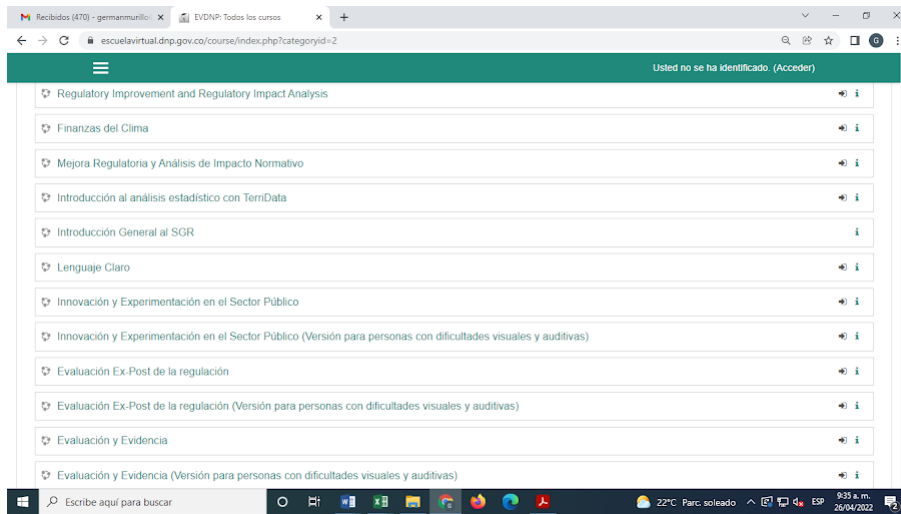 Recibidos (470) - germanmurillo
EVDNP: Todos los cursos
escuelavirtual.dnp.gov.co/course/index.php?categoryid=2
G
Usted no se ha identificado. (Acceder)
Regulatory Improvement and Regulatory Impact Analysis
Finanzas del Clima
Mejora Regulatoria y Análisis de Impacto Normativo
Introducción al análisis estadístico con TerriData
Introducción General al SGR
Lenguaje Claro
Innovación y Experimentación en el Sector Público
Innovación y Experimentación en el Sector Público (Versión para personas con dificultades visuales y auditivas)
Evaluación Ex-Post de la regulación
Evaluación Ex-Post de la regulación (Versión para personas con dificultades visuales y auditivas)
Evaluación y Evidencia
Evaluación y Evidencia (Versión para personas con dificultades visuales y auditivas)
Escribe aquí para buscar
22°C Parc. soleado
ESP
9:35 a. m.
26/04/2022
2